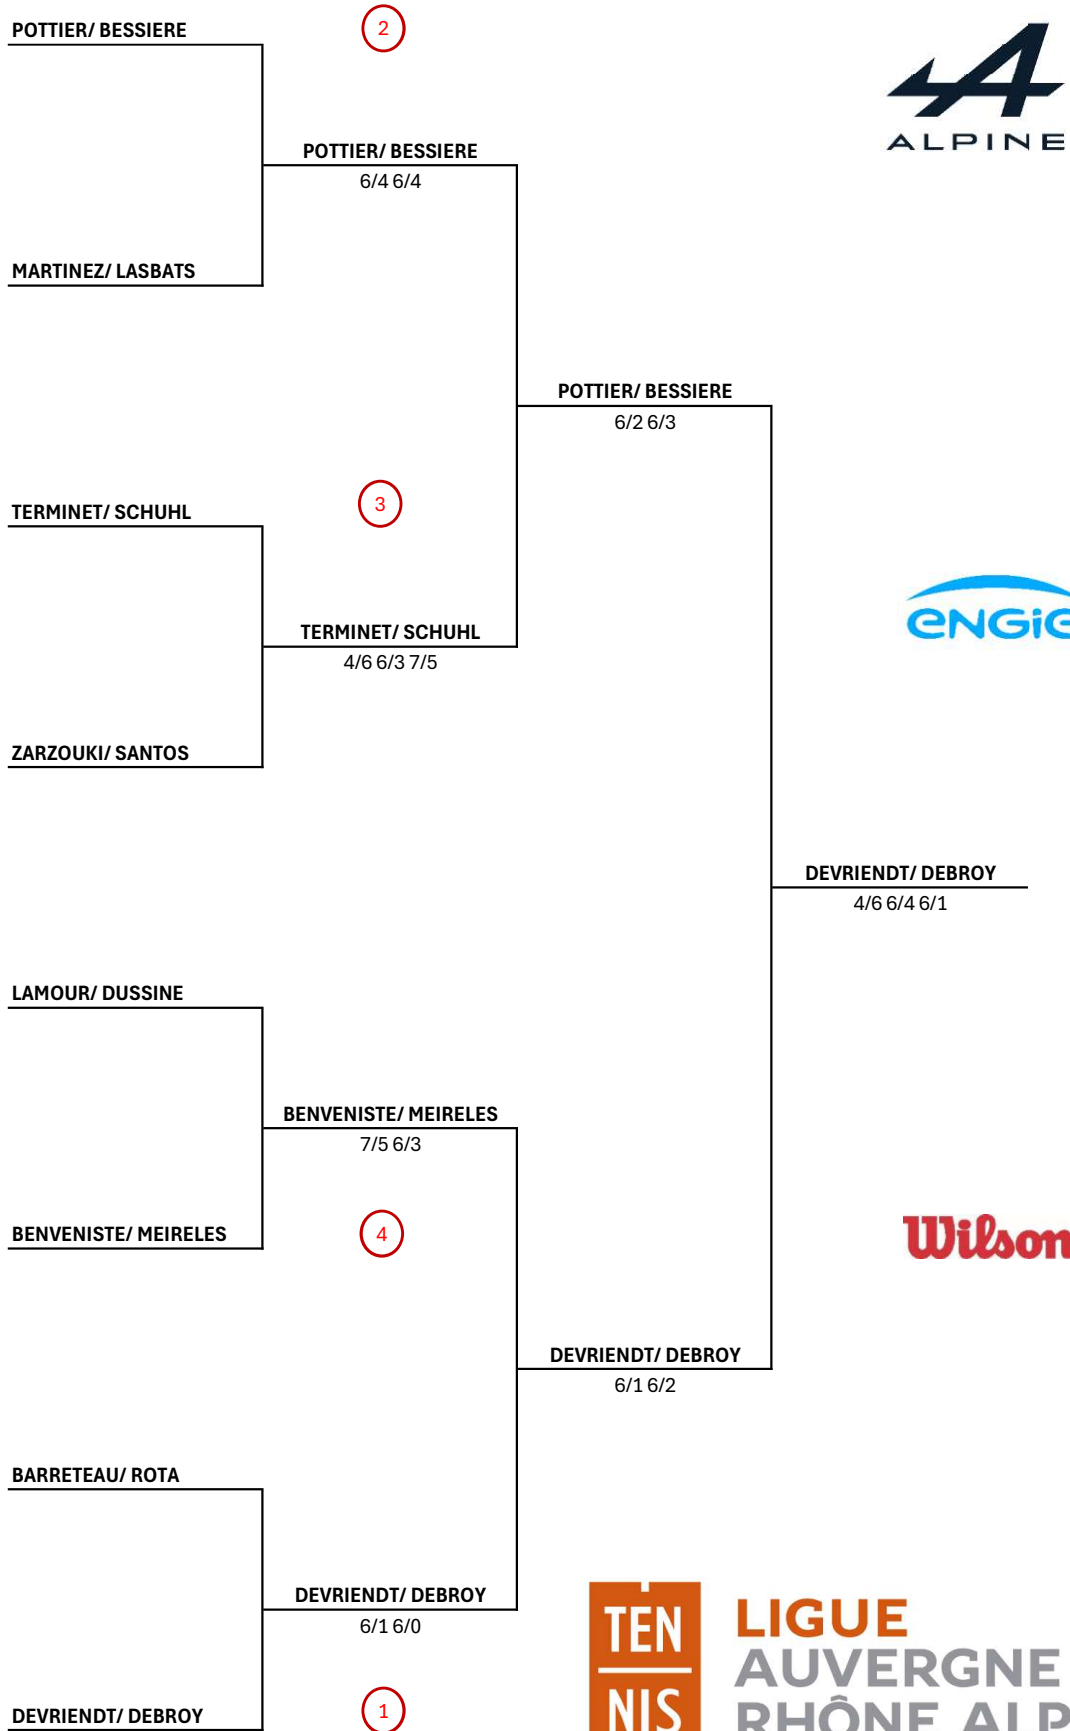 POTTIER/ BESSIERE
2
ALPINE
POTTIER/ BESSIERE
6/4 6/4
MARTINEZ/ LASBATS
POTTIER/ BESSIERE
6/2 6/3
TERMINET/ SCHUHL
3
ENGIE
TERMINET/ SCHUHL
4/6 6/3 7/5
ZARZOUKI/ SANTOS
DEVRIENDT/ DEBROY
4/6 6/4 6/1
LAMOUR/ DUSSINE
BENVENISTE/ MEIRELES
7/5 6/3
BENVENISTE/ MEIRELES
4
Wilson
DEVRIENDT/ DEBROY
6/1 6/2
BARRETEAU/ ROTA
DEVRIENDT/ DEBROY
6/1 6/0
TEN
NIS
LIGUE
AUVERGNE
RHÔNE ALP
DEVRIENDT/ DEBROY
1